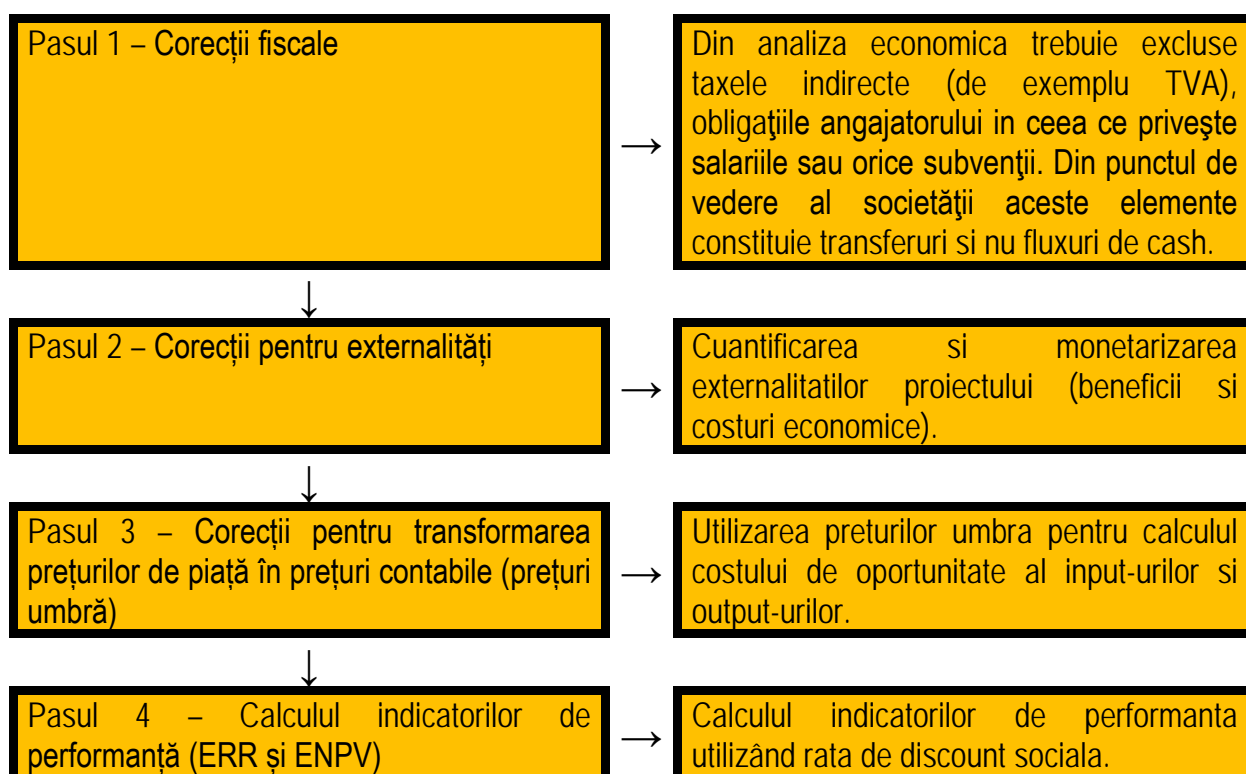 Pasul 1 – Corecții fiscale
Din analiza economica trebuie excluse
taxele indirecte (de exemplu TVA),
obligaţiile angajatorului in ceea ce priveşte
salariile sau orice subvenţii. Din punctul de
vedere al societăţii aceste elemente
constituie transferuri si nu fluxuri de cash.
Pasul 2 – Corecții pentru externalități
Cuantificarea si monetarizarea
externalitatilor proiectului (beneficii si
costuri economice).
Pasul 3 – Corecții pentru transformarea
prețurilor de piață în prețuri contabile (prețuri
umbră)
Utilizarea preturilor umbra pentru calculul
costului de oportunitate al input-urilor si
output-urilor.
Pasul 4 – Calculul indicatorilor de
performanță (ERR și ENPV)
Calculul indicatorilor de performanta
utilizând rata de discount sociala.